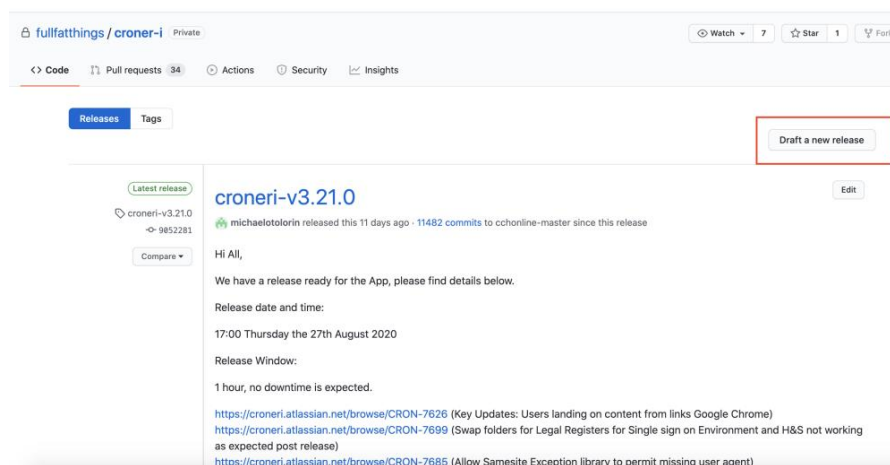 fullfatthings / croner-i Private
Watch 7 Star 1 Fork
<> Code Pull requests 34 Actions Security Insights
Releases Tags
Draft a new release
Latest release
croneri-v3.21.0
9052281
Compare
croneri-v3.21.0
Edit
michaelotolorin released this 11 days ago · 11482 commits to cchonline-master since this release
Hi All,
We have a release ready for the App, please find details below.
Release date and time:
17:00 Thursday the 27th August 2020
Release Window:
1 hour, no downtime is expected.
https://croneri.atlassian.net/browse/CRON-7626 (Key Updates: Users landing on content from links Google Chrome)
https://croneri.atlassian.net/browse/CRON-7699 (Swap folders for Legal Registers for Single sign on Environment and H&S not working
as expected post release)
https://croneri.atlassian.net/browse/CRON-7685 (Allow Samesite Exception library to permit missing user agent)